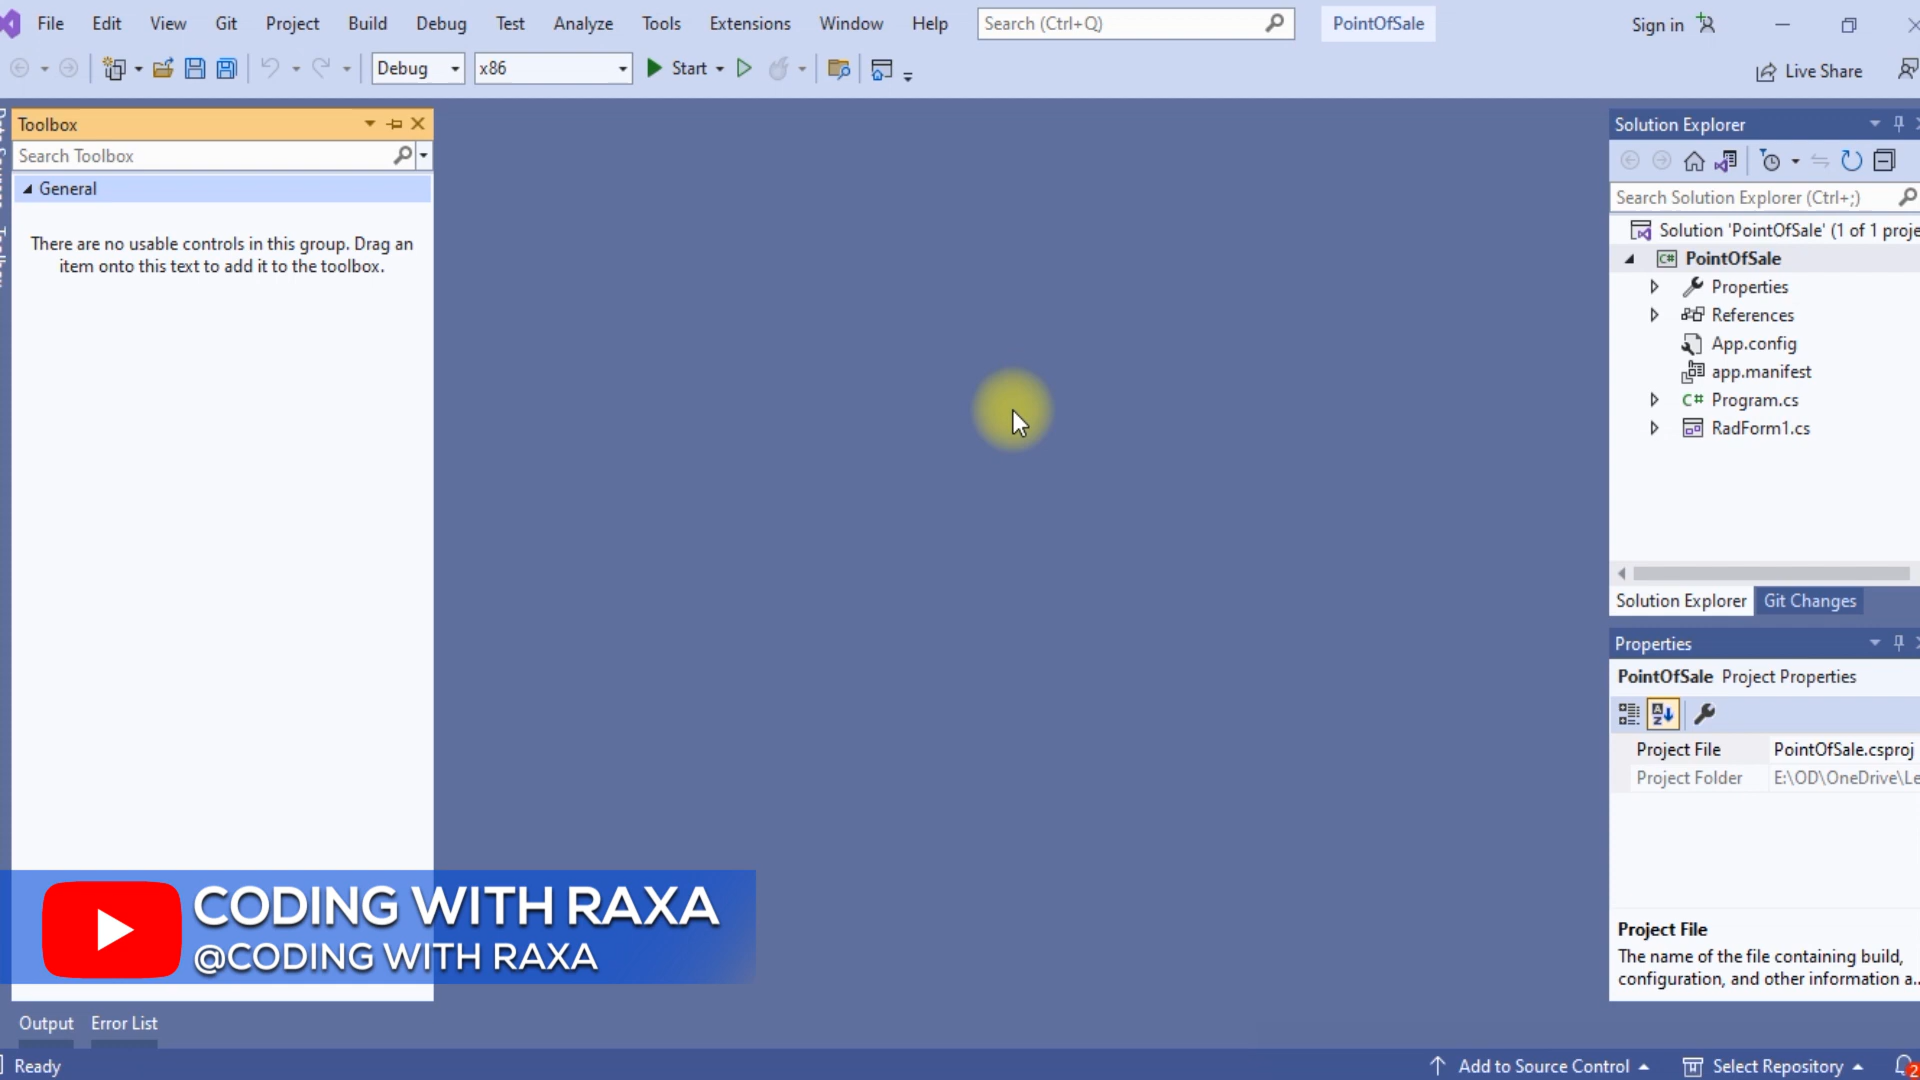 File Edit View Git Project Build Debug Test Analyze Tools Extensions Window Help Search (Ctrl+Q) PointOfSale Sign in
Debug x86 Start Live Share
Toolbox
Search Toolbox
General
There are no usable controls in this group. Drag an
item onto this text to add it to the toolbox.
Solution Explorer
Search Solution Explorer (Ctrl+;)
Solution 'PointOfSale' (1 of 1 proje
C# PointOfSale
Properties
References
App.config
app.manifest
C# Program.cs
RadForm1.cs
Solution Explorer Git Changes
Properties
PointOfSale Project Properties
Project File PointOfSale.csproj
Project Folder E:\OD\OneDrive\Le
Project File
The name of the file containing build,
configuration, and other information a..
CODING WITH RAXA
@CODING WITH RAXA
Output Error List
Ready Add to Source Control Select Repository 2